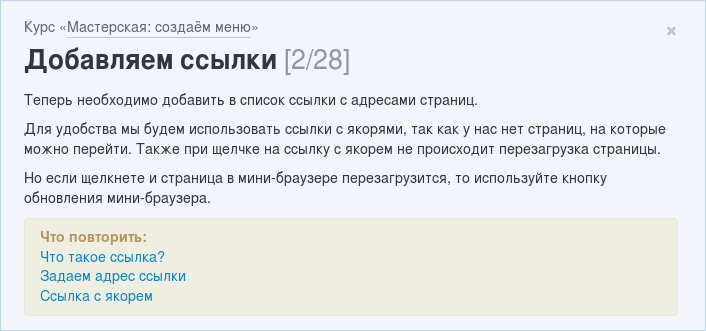 Курс «Мастерская: создаём меню»
Добавляем ссылки [2/28]
Теперь необходимо добавить в список ссылки с адресами страниц.
Для удобства мы будем использовать ссылки с якорями, так как у нас нет страниц, на которые
можно перейти. Также при щелчке на ссылку с якорем не происходит перезагрузка страницы.
Но если щелкнете и страница в мини-браузере перезагрузится, то используйте кнопку
обновления мини-браузера.
Что повторить:
Что такое ссылка?
Задаем адрес ссылки
Ссылка с якорем